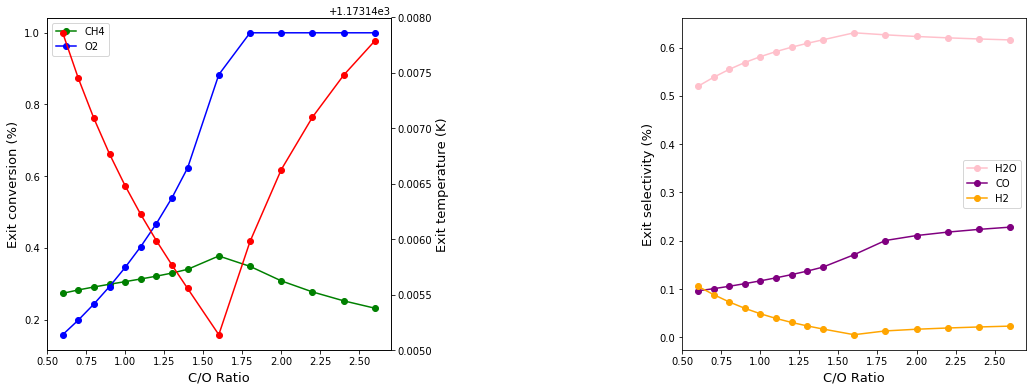 +1.17314e3
CH4
O2
1.0
0.8
0.6
0.4
0.2
Exit conversion (%)
0.50 0.75 1.00 1.25 1.50 1.75 2.00 2.25 2.50
C/O Ratio
0.0080
0.0075
0.0070
0.0065
0.0060
0.0055
0.0050
Exit temperature (K)
0.6
0.5
0.4
0.3
0.2
0.1
0.0
Exit selectivity (%)
H2O
CO
H2
0.50 0.75 1.00 1.25 1.50 1.75 2.00 2.25 2.50
C/O Ratio